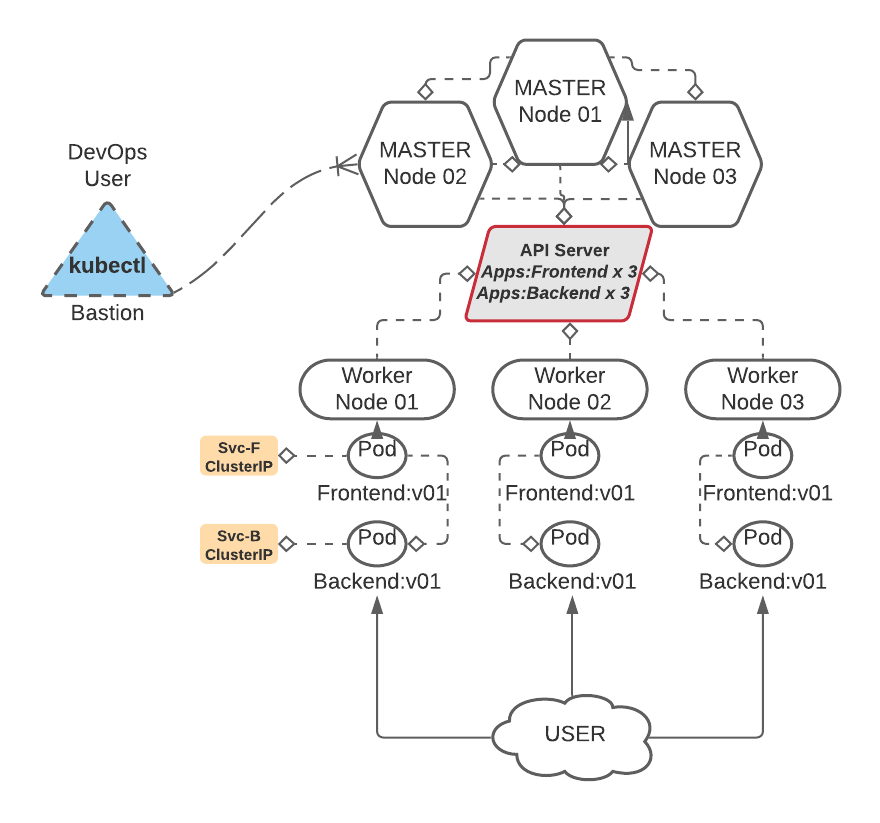 MASTER
Node 01
MASTER
Node 02
MASTER
Node 03
DevOps
User
kubectl
Bastion
API Server
Apps:Frontend x 3
Apps:Backend x 3
Worker
Node 01
Worker
Node 02
Worker
Node 03
Svc-F
ClusterIP
Pod
Pod
Pod
Frontend:v01
Frontend:v01
Frontend:v01
Svc-B
ClusterIP
Pod
Pod
Pod
Backend:v01
Backend:v01
Backend:v01
USER